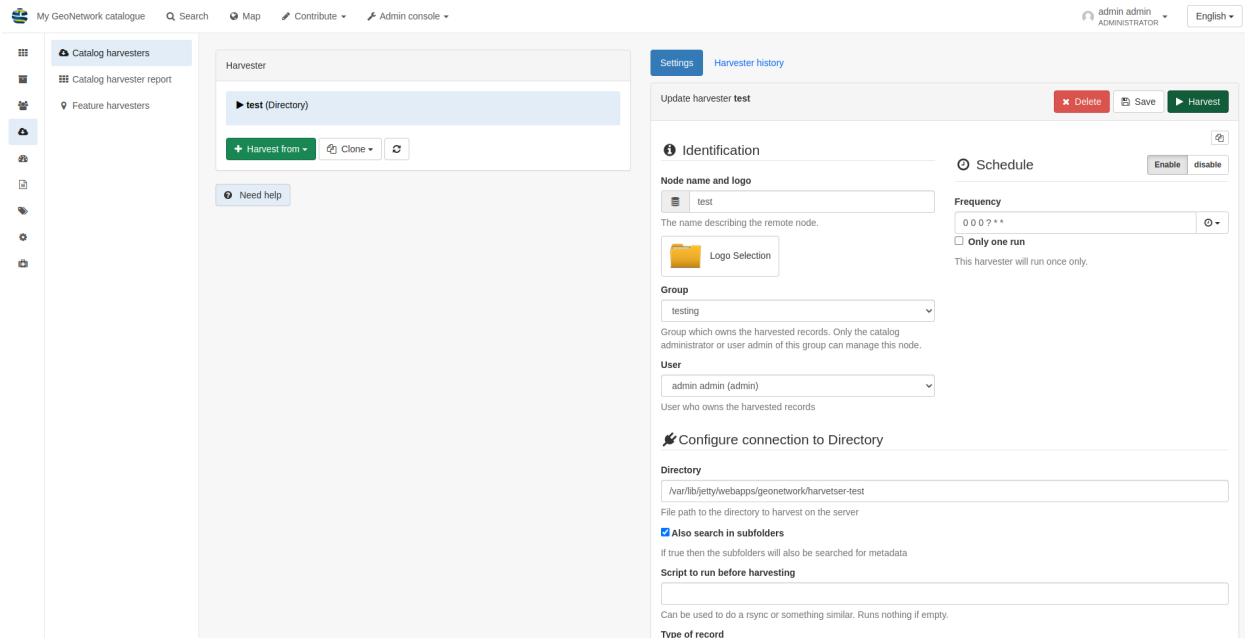 My GeoNetwork catalogue Search Map Contribute Admin console admin admin ADMINISTRATOR English
Catalog harvesters
Catalog harvester report
Feature harvesters
Harvester
test (Directory)
Harvest from Clone
Need help
Settings Harvester history
Update harvester test Delete Save Harvest
Identification
Node name and logo
test
The name describing the remote node.
Logo Selection
Group
testing
Group which owns the harvested records. Only the catalog
administrator or user admin of this group can manage this node.
User
admin admin (admin)
User who owns the harvested records
Schedule Enable disable
Frequency
0 0 0 ? * *
Only one run
This harvester will run once only.
Configure connection to Directory
Directory
/var/lib/jetty/webapps/geonetwork/harvetser-test
File path to the directory to harvest on the server
Also search in subfolders
If true then the subfolders will also be searched for metadata
Script to run before harvesting
Can be used to do a rsync or something similar. Runs nothing if empty.
Type of record